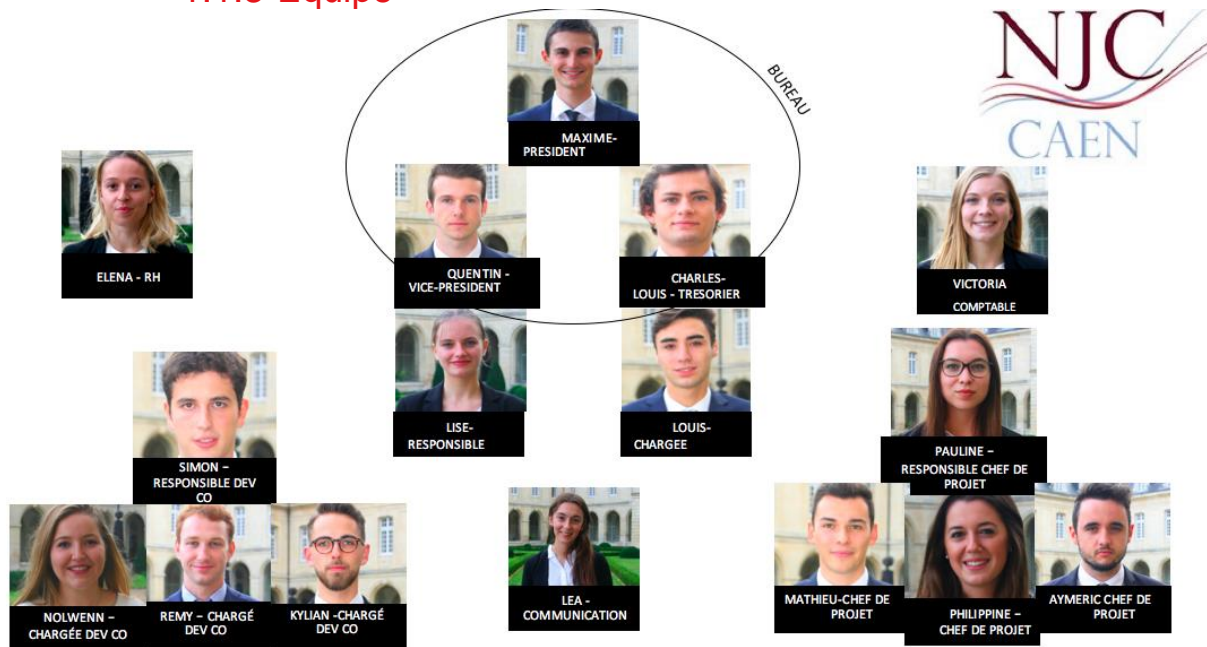 BUREAU
NJC
CAEN
MAXIME-
PRESIDENT
QUENTIN -
VICE-PRESIDENT
CHARLES-
LOUIS - TRESORIER
ELENA - RH
VICTORIA
COMPTABLE
LISE-
RESPONSIBLE
LOUIS-
CHARGEE
SIMON –
RESPONSIBLE DEV
CO
PAULINE –
RESPONSIBLE CHEF DE
PROJET
NOLWENN –
CHARGÉE DEV CO
REMY – CHARGÉ
DEV CO
KYLIAN -CHARGÉ
DEV CO
LEA -
COMMUNICATION
MATHIEU-CHEF DE
PROJET
PHILIPPINE –
CHEF DE PROJET
AYMERIC CHEF DE
PROJET